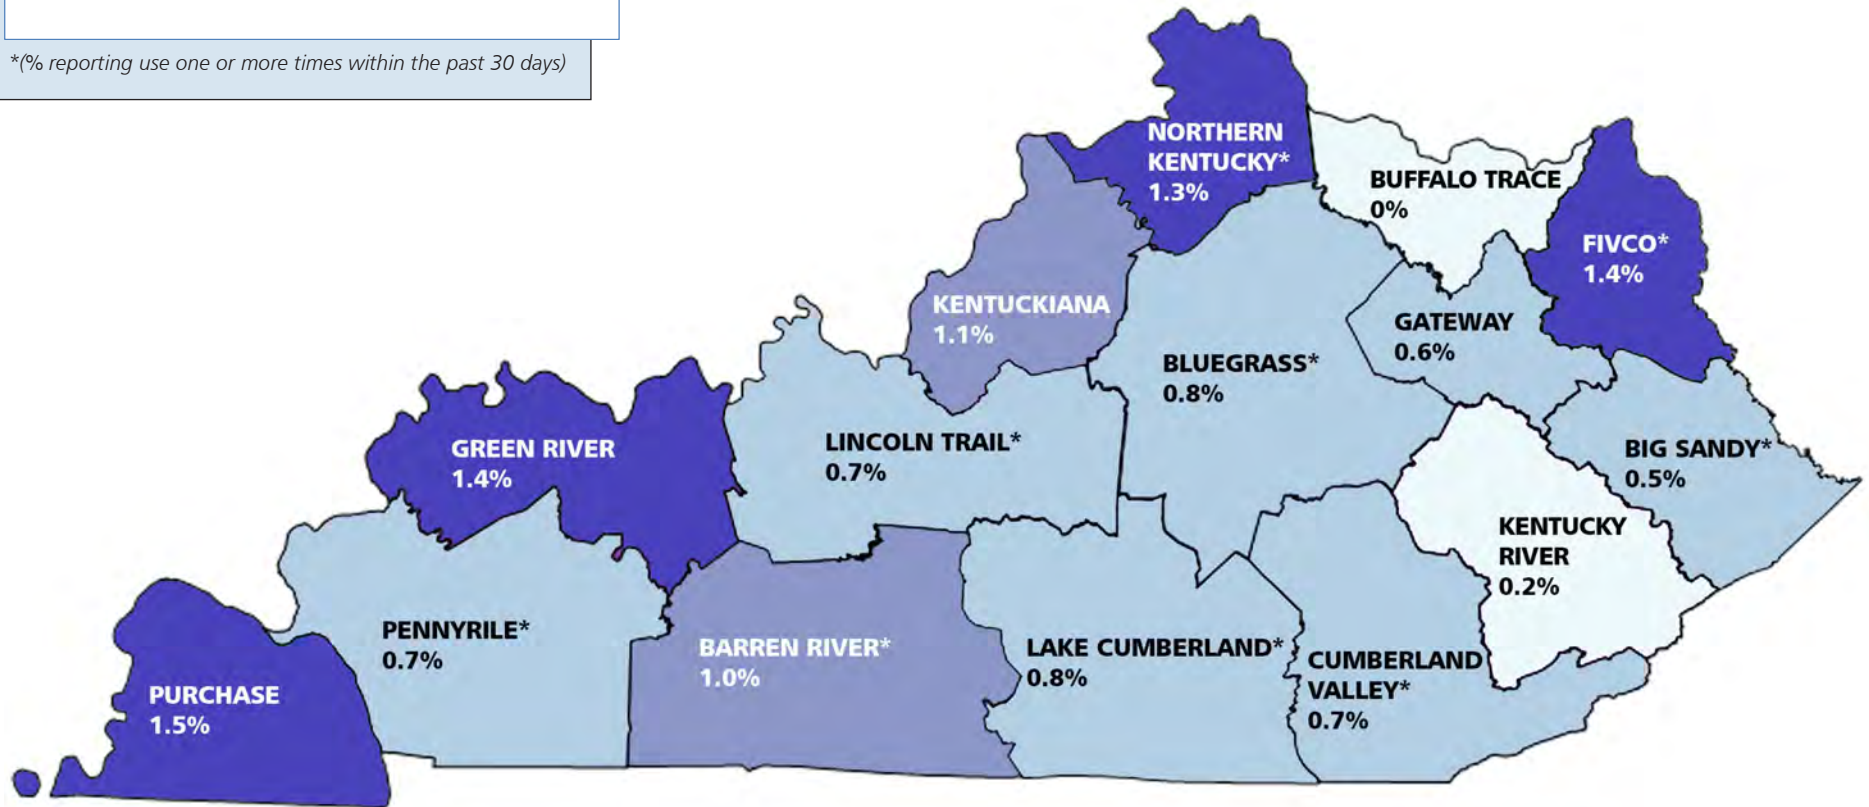 *(% reporting use one or more times within the past 30 days)
NORTHERN
KENTUCKY*
1.3%
BUFFALO TRACE
0%
FIVCO*
1.4%
KENTUCKIANA
1.1%
GATEWAY
0.6%
BLUEGRASS*
0.8%
GREEN RIVER
1.4%
LINCOLN TRAIL*
0.7%
BIG SANDY*
0.5%
KENTUCKY
RIVER
0.2%
PENNYRILE*
0.7%
BARREN RIVER*
1.0%
LAKE CUMBERLAND*
0.8%
CUMBERLAND
VALLEY*
0.7%
PURCHASE
1.5%